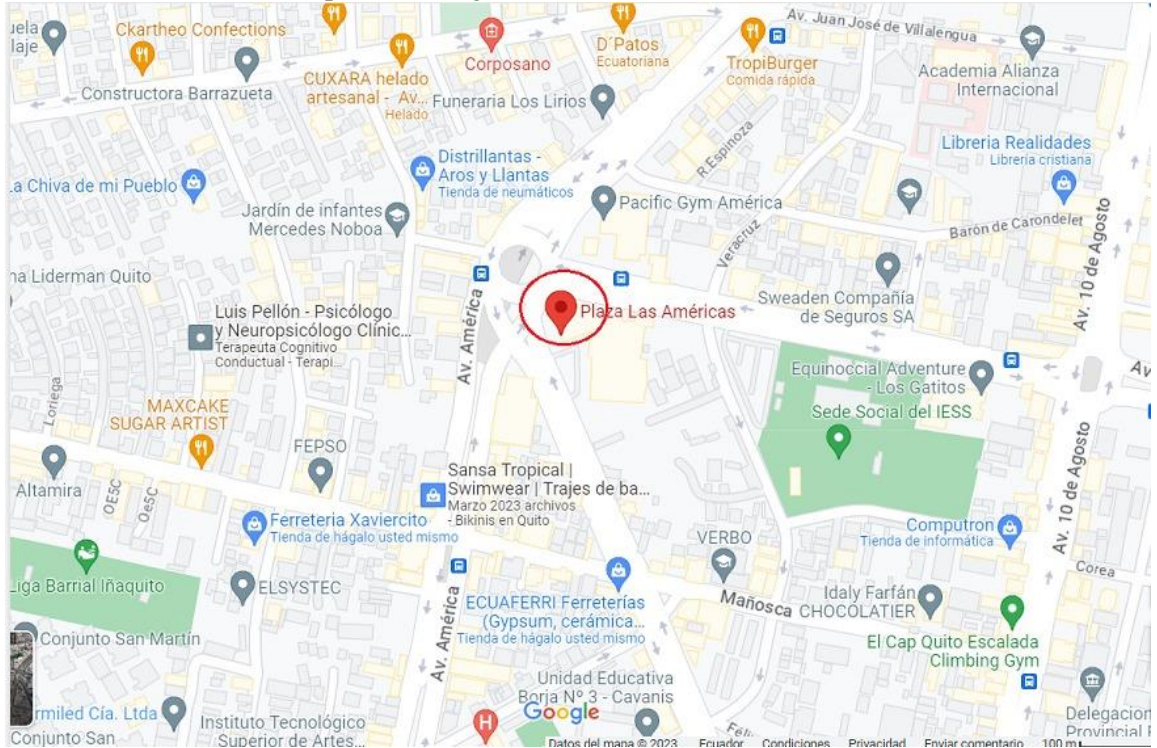 uela
laje
Ckartheo Confections
Constructora Barrazueta
CUXARA helado
artesanal - Av...
Helado
Corposano
Funeraria Los Lirios
D´Patos
Ecuatoriana
TropiBurger
Comida rápida
Av. Juan José de Villalengua
Academia Alianza
Internacional
Libreria Realidades
Librería cristiana
La Chiva de mi Pueblo
Distrillantas -
Aros y Llantas
Tienda de neumáticos
R.Espinoza
Jardín de infantes
Mercedes Noboa
Pacific Gym América
Veracruz
Barón de Carondelet
Av. 10 de Agosto
na Liderman Quito
Av. América
Plaza Las Américas
Sweaden Compañía
de Seguros SA
Luis Pellón - Psicólogo
y Neuropsicólogo Clínic...
Terapeuta Cognitivo
Conductual - Terapi...
Equinoccial Adventure
- Los Gatitos
Av
Loriega
MAXCAKE
SUGAR ARTIST
Sede Social del IESS
FEPSO
Altamira
OE5C
Oe5C
Sansa Tropical |
Swimwear | Trajes de ba...
Marzo 2023 archivos
- Bikinis en Quito
Av. 10 de Agosto
Ferreteria Xaviercito
Tienda de hágalo usted mismo
VERBO
Computron
Tienda de informática
Corea
Liga Barrial Iñaquito
ELSYSTEC
ECUAFERRI Ferreterías
(Gypsum, cerámica...
Tienda de hágalo usted mismo
Mañosca
Idaly Farfán
CHOCOLATIER
Av. América
Conjunto San Martín
El Cap Quito Escalada
Climbing Gym
Unidad Educativa
Borja Nº 3 - Cavanis
rmiled Cía. Ltda
Instituto Tecnológico
Superior de Artes...
H
Google
Delegacion
Provincial
Conjunto San
Datos del mapa © 2023 Ecuador Condiciones Privacidad Enviar comentario 100 m